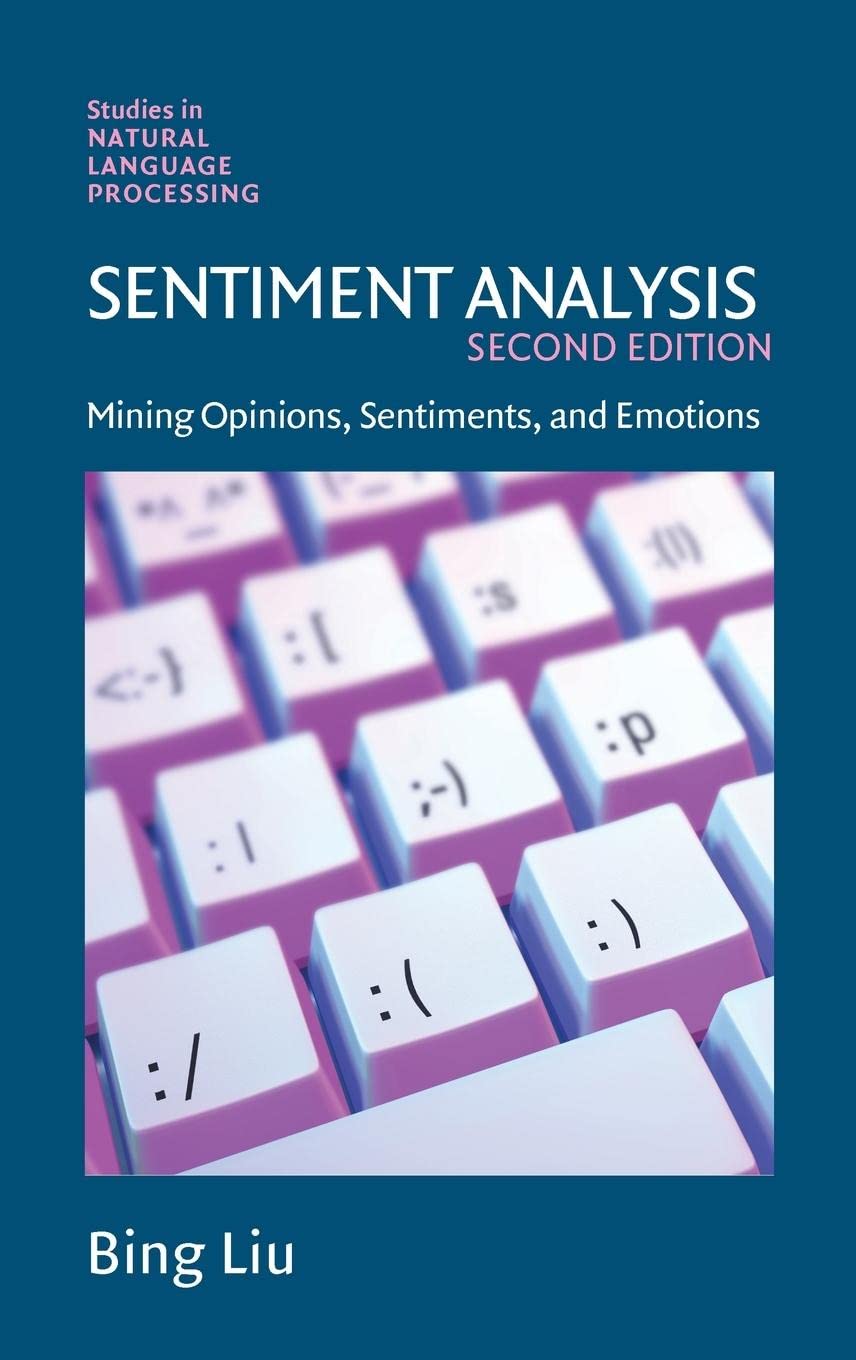 Studies in
NATURAL
LANGUAGE
PROCESSING
SENTIMENT ANALYSIS
SECOND EDITION
Mining Opinions, Sentiments, and Emotions
*^_^*
<:-}
:[
:s
:(|)
:|
;-)
:p
:/
:(
:)
Bing Liu